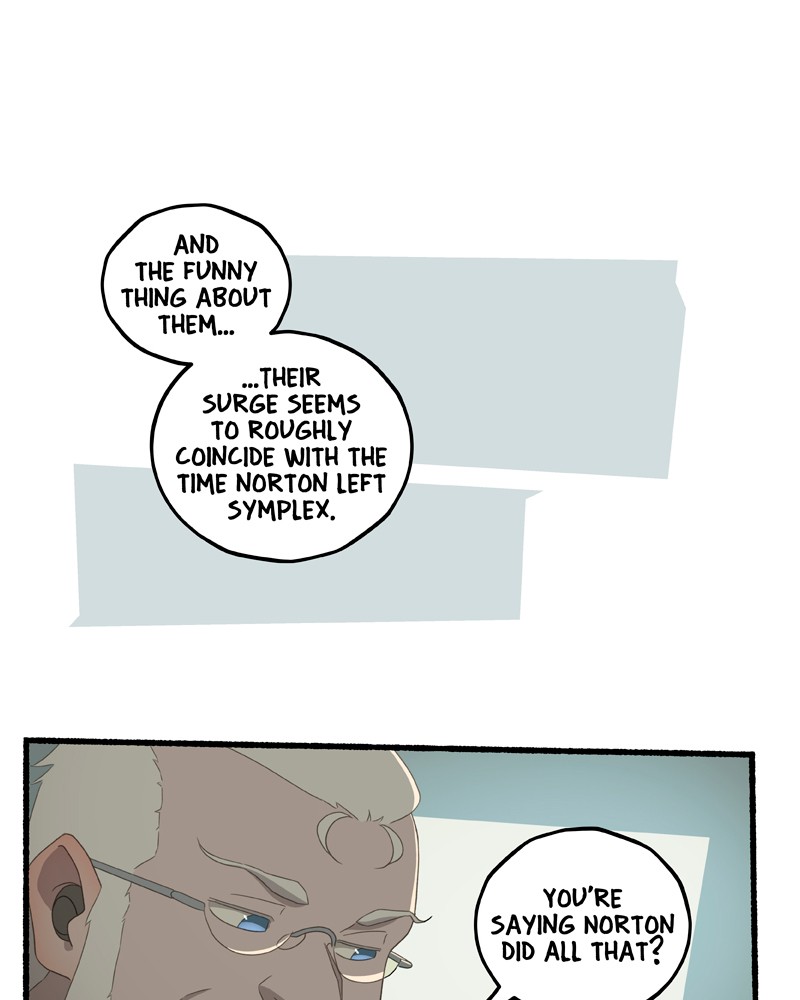 AND
THE FUNNY
THING ABOUT
THEM...
...THEIR
SURGE SEEMS
TO ROUGHLY
COINCIDE WITH THE
TIME NORTON LEFT
SYMPLEX.
YOU'RE
SAYING NORTON
DID ALL THAT?